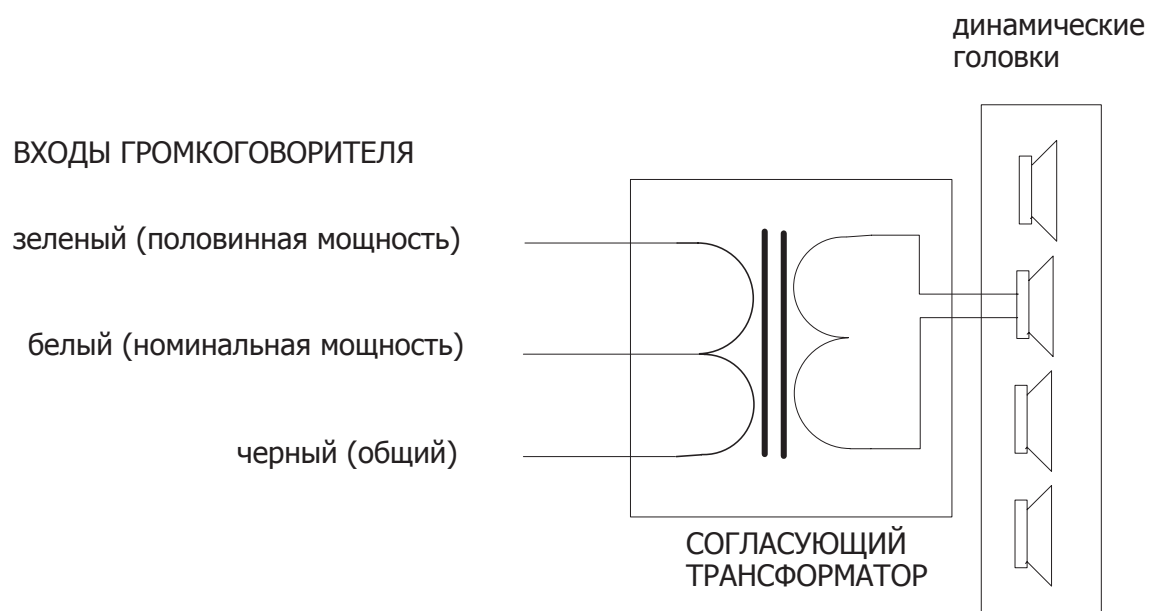 динамические
головки
ВХОДЫ ГРОМКОГОВОРИТЕЛЯ
зеленый (половинная мощность)
белый (номинальная мощность)
черный (общий)
СОГЛАСУЮЩИЙ
ТРАНСФОРМАТОР